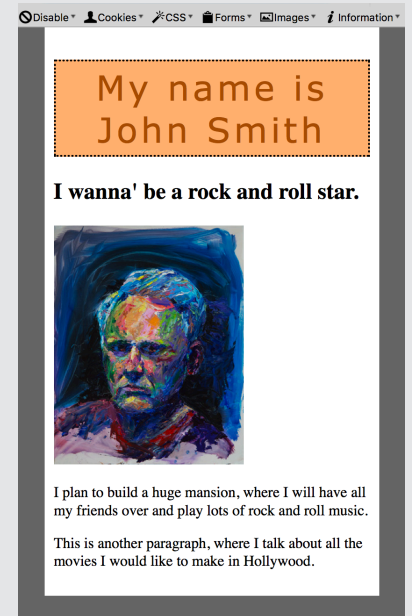 Disable Cookies CSS Forms Images Information
My name is
John Smith
I wanna' be a rock and roll star.
I plan to build a huge mansion, where I will have all
my friends over and play lots of rock and roll music.
This is another paragraph, where I talk about all the
movies I would like to make in Hollywood.